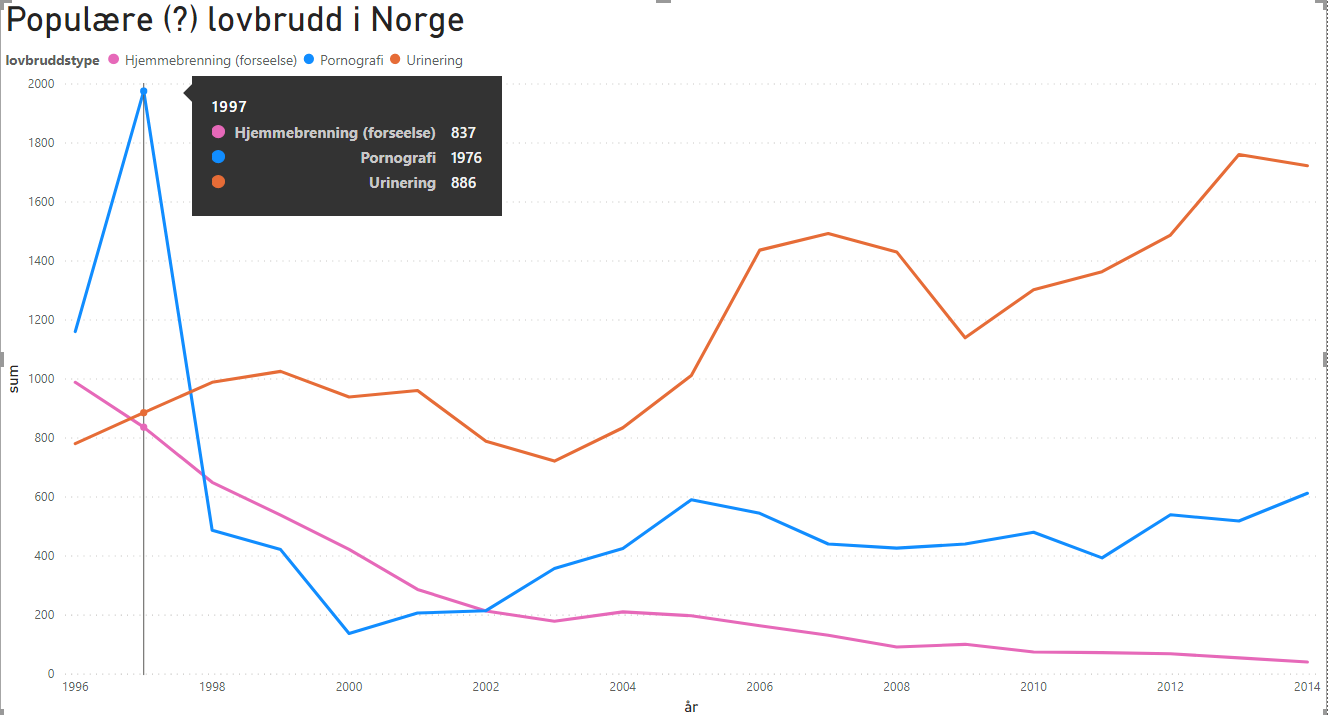 Populære (?) lovbrudd i Norge
lovbruddstype Hjemmebrenning (forseelse) Pornografi Urinering
2000
1800
1600
1400
1200
1000
800
600
400
200
0
sum
1997
Hjemmebrenning (forseelse) 837
Pornografi 1976
Urinering 886
1996 1998 2000 2002 2004 2006 2008 2010 2012 2014
år